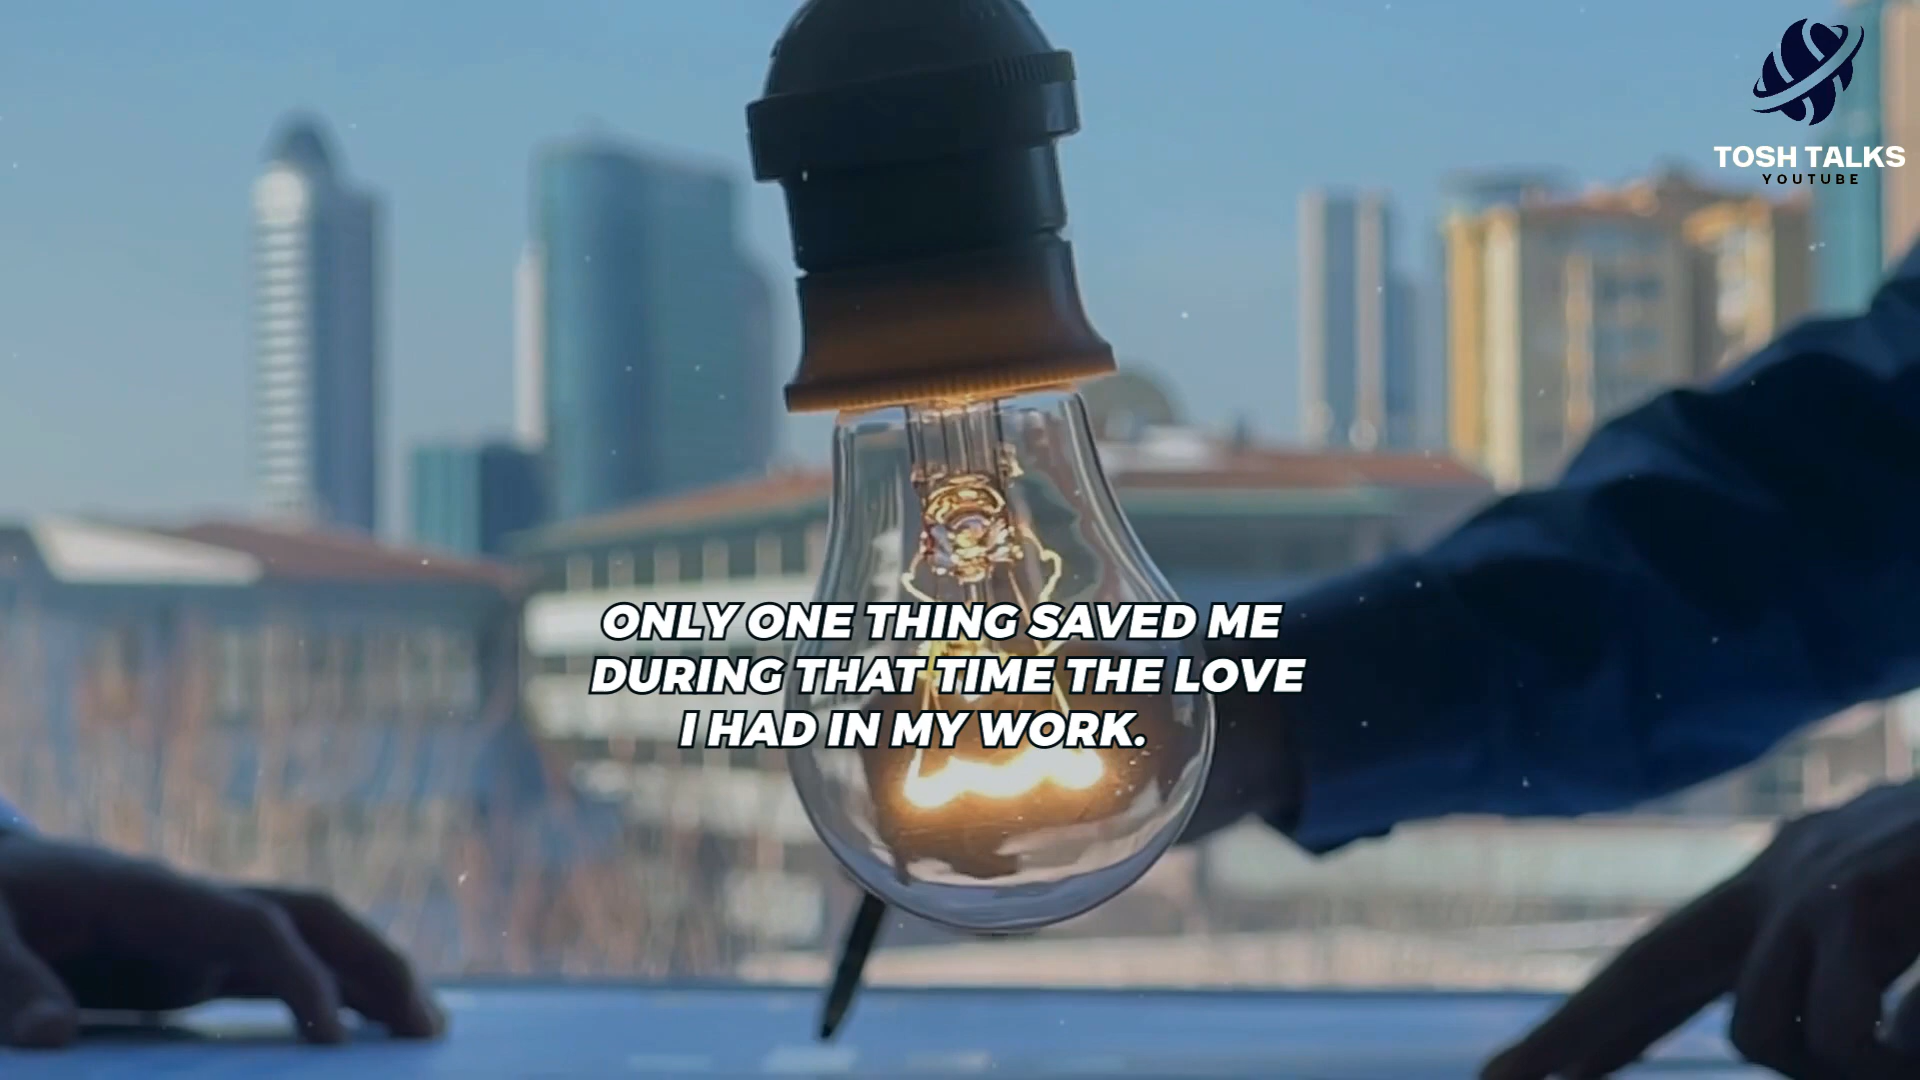 TOSH TALKS
YOUTUBE
ONLY ONE THING SAVED ME
DURING THAT TIME THE LOVE
I HAD IN MY WORK.